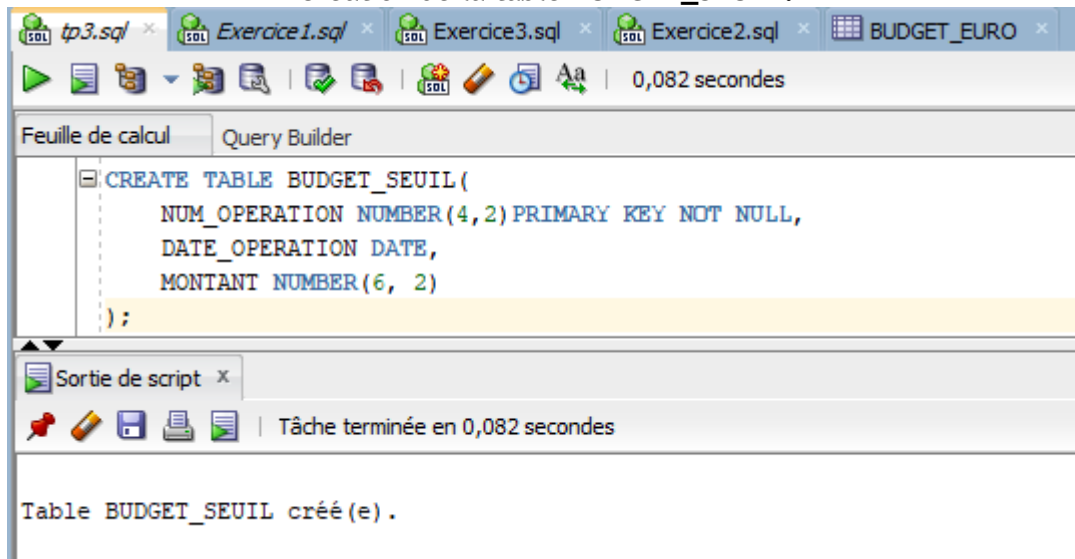 tp3.sql Exercice1.sql Exercice3.sql Exercice2.sql BUDGET_EURO
0,082 secondes
Feuille de calcul Query Builder
CREATE TABLE BUDGET_SEUIL(
NUM_OPERATION NUMBER(4,2)PRIMARY KEY NOT NULL,
DATE_OPERATION DATE,
MONTANT NUMBER(6, 2)
);
Sortie de script x
Tâche terminée en 0,082 secondes
Table BUDGET_SEUIL créé(e).